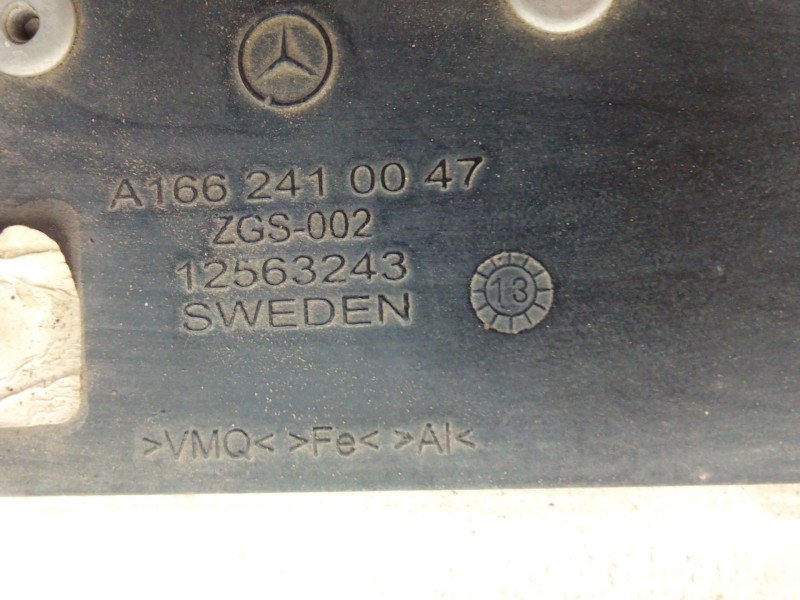 A166 241 00 47
ZGS-002
12563243
SWEDEN
13
>VMQ< >Fe< >Al<